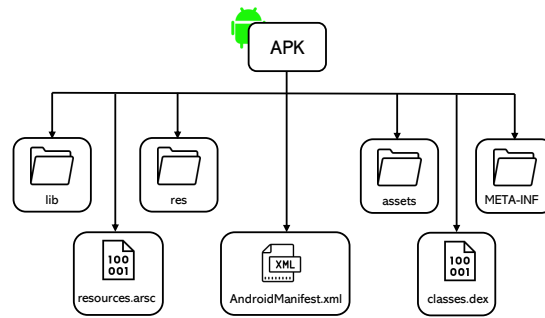 APK
lib
res
assets
META-INF
100
001
resources.arsc
XML
AndroidManifest.xml
100
001
classes.dex